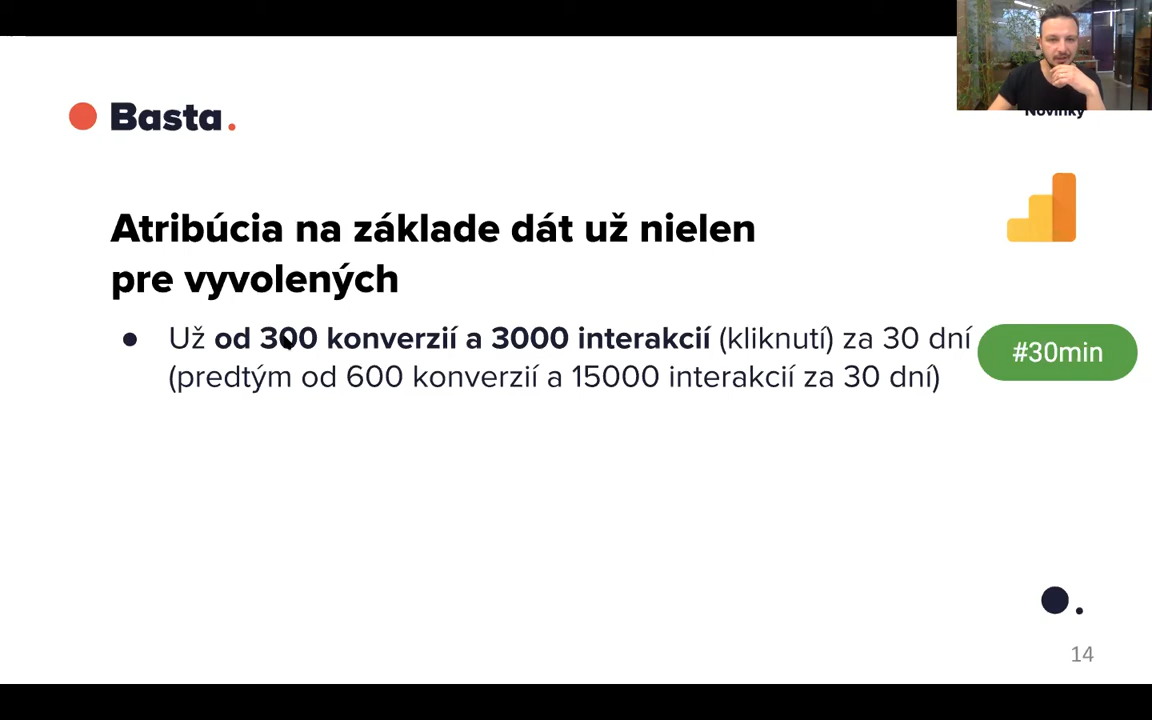 Basta.
Novinky
Atribúcia na základe dát už nielen
pre vyvolených
● Už od 300 konverzií a 3000 interakcií (kliknutí) za 30 dní
(predtým od 600 konverzií a 15000 interakcií za 30 dní)
#30min
14